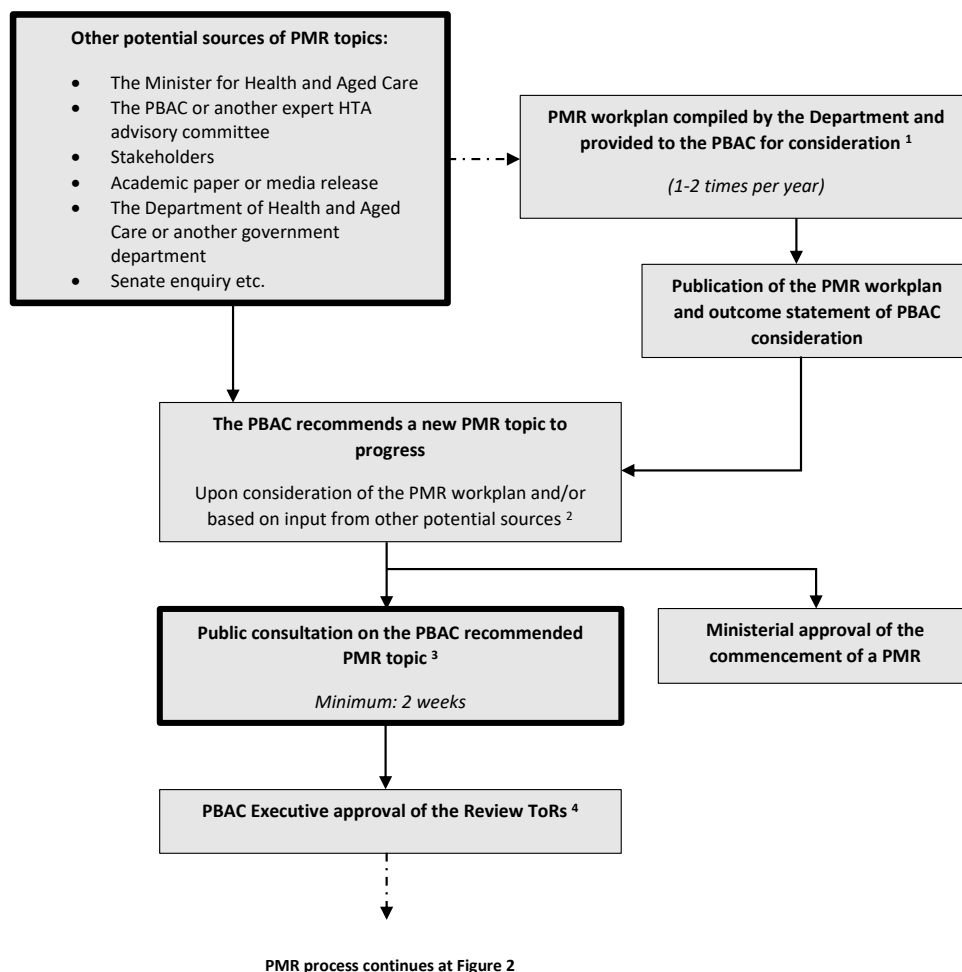 Other potential sources of PMR topics:
• The Minister for Health and Aged Care
• The PBAC or another expert HTA
advisory committee
• Stakeholders
• Academic paper or media release
• The Department of Health and Aged
Care or another government
department
• Senate enquiry etc.
PMR workplan compiled by the Department and
provided to the PBAC for consideration ¹
(1-2 times per year)
Publication of the PMR workplan
and outcome statement of PBAC
consideration
The PBAC recommends a new PMR topic to
progress
Upon consideration of the PMR workplan and/or
based on input from other potential sources ²
Public consultation on the PBAC recommended
PMR topic ³
Minimum: 2 weeks
Ministerial approval of the
commencement of a PMR
PBAC Executive approval of the Review ToRs ⁴
PMR process continues at Figure 2